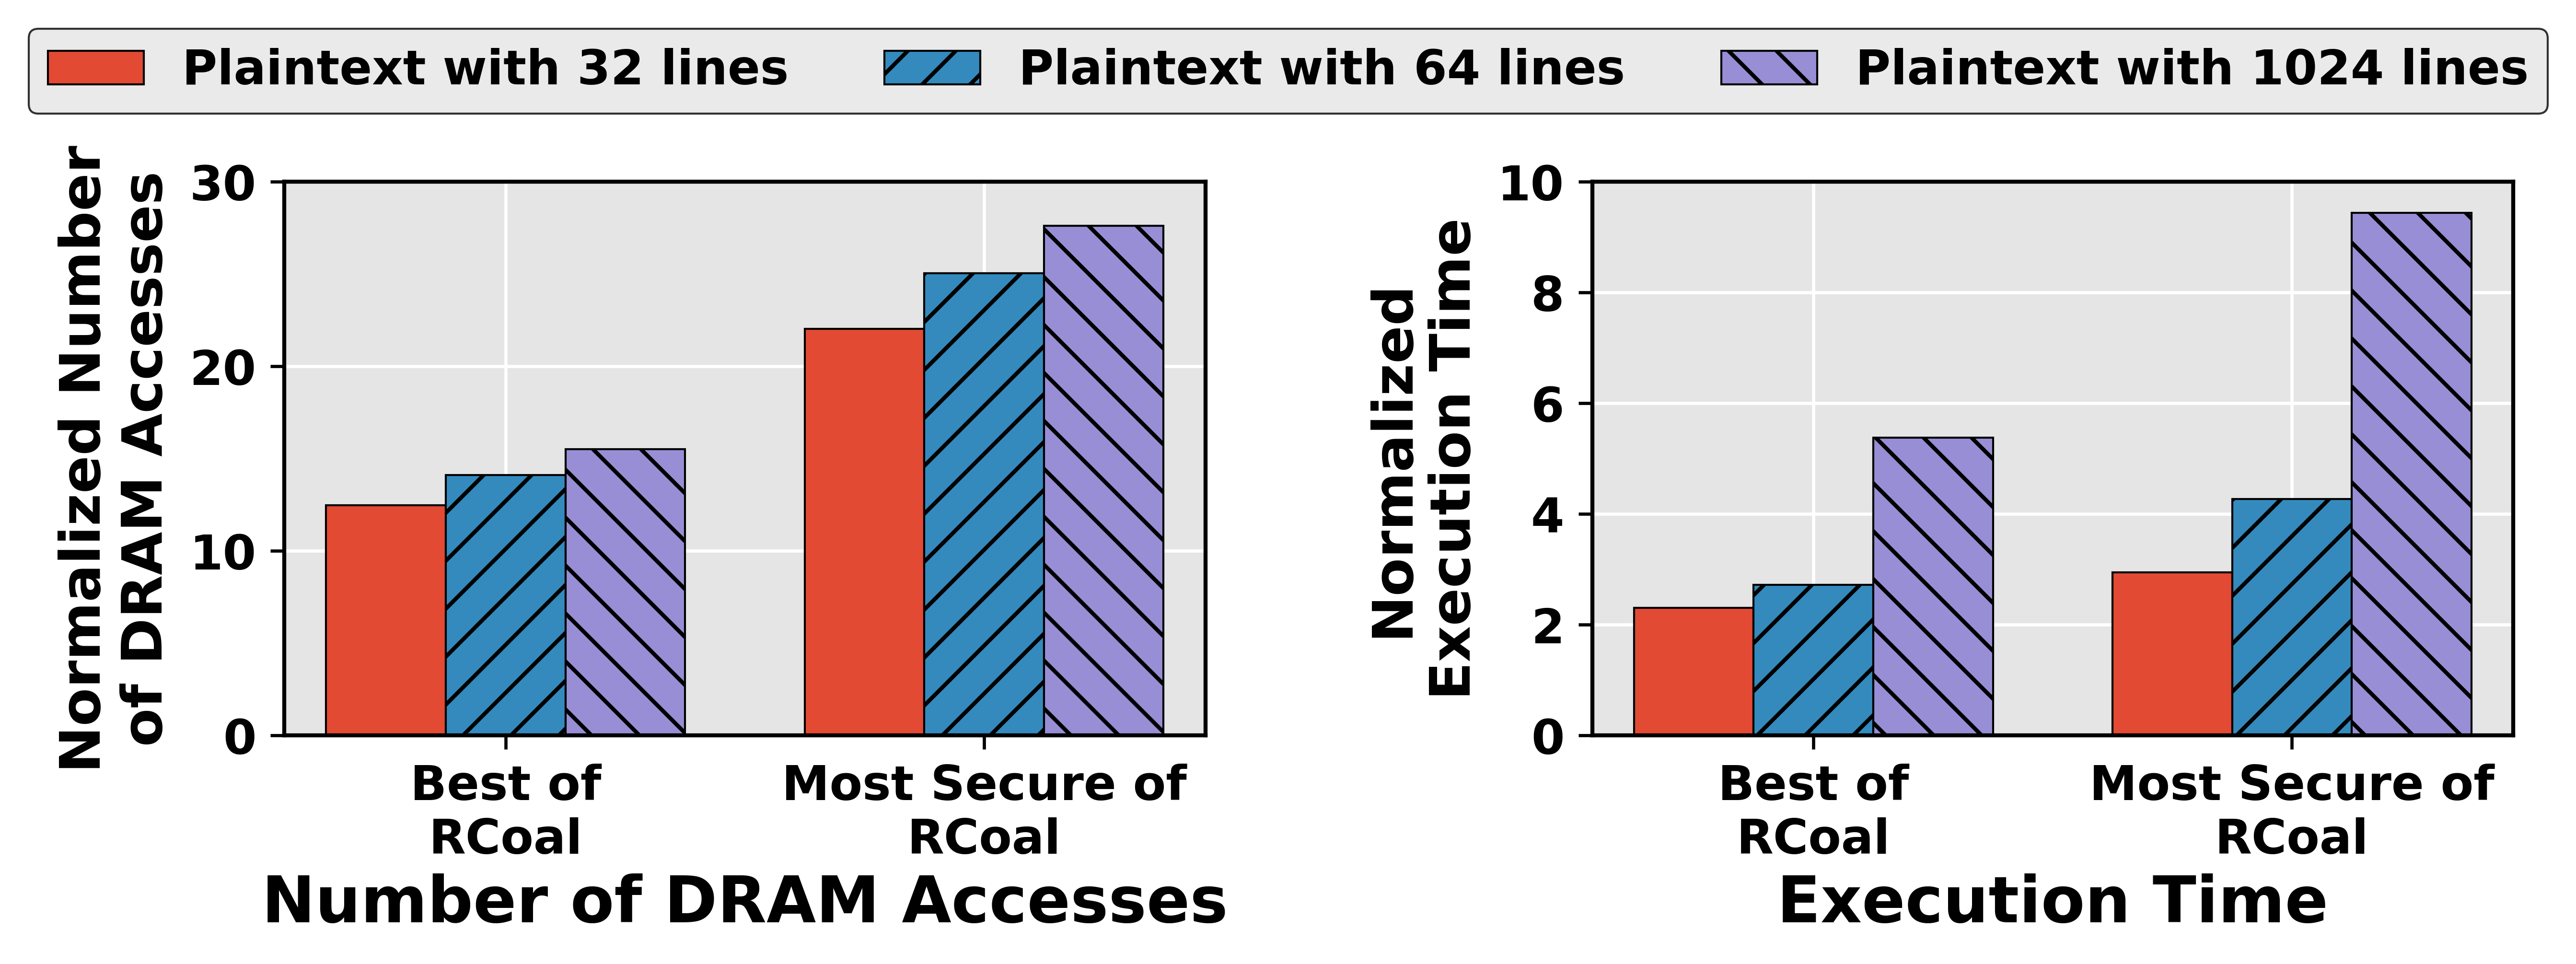 Plaintext with 32 lines
Plaintext with 64 lines
Plaintext with 1024 lines
Normalized Number
of DRAM Accesses
30
20
10
0
Best of
RCoal
Most Secure of
RCoal
Number of DRAM Accesses
Normalized
Execution Time
10
8
6
4
2
0
Best of
RCoal
Most Secure of
RCoal
Execution Time